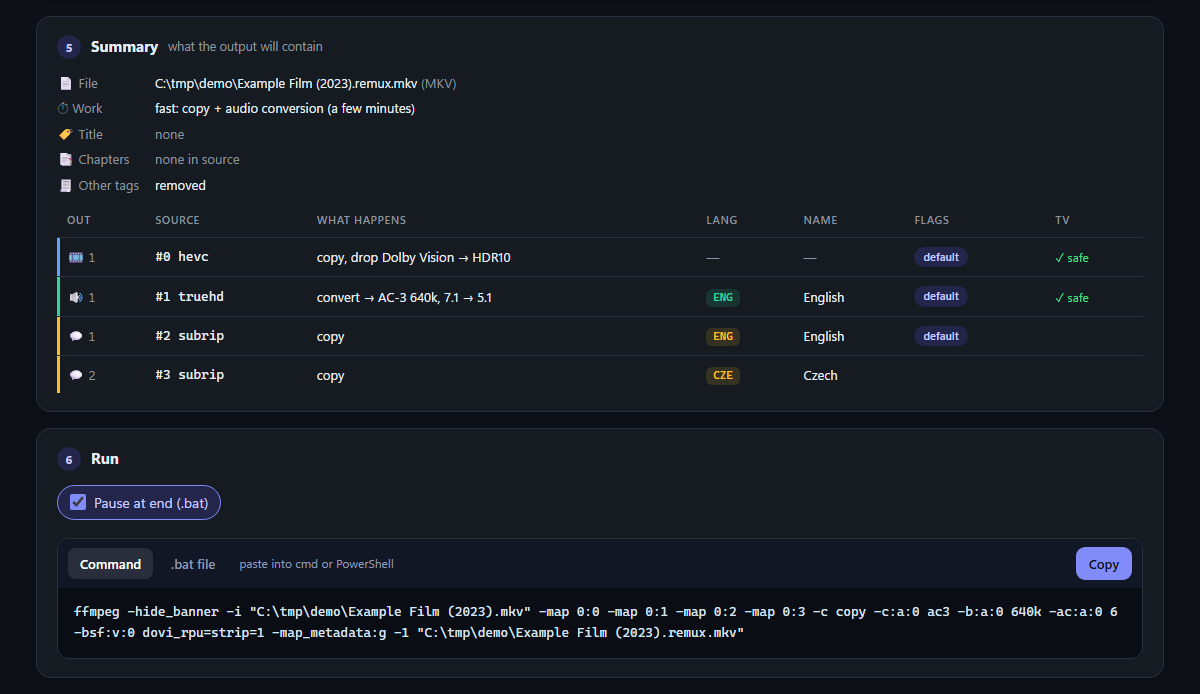 5 Summary what the output will contain
File C:\tmp\demo\Example Film (2023).remux.mkv (MKV)
Work fast: copy + audio conversion (a few minutes)
Title none
Chapters none in source
Other tags removed
OUT SOURCE WHAT HAPPENS LANG NAME FLAGS TV
1 #0 hevc copy, drop Dolby Vision → HDR10 — — default ✓ safe
1 #1 truehd convert → AC-3 640k, 7.1 → 5.1 ENG English default ✓ safe
1 #2 subrip copy ENG English default
2 #3 subrip copy CZE Czech
6 Run
Pause at end (.bat)
Command .bat file paste into cmd or PowerShell Copy
ffmpeg -hide_banner -i "C:\tmp\demo\Example Film (2023).mkv" -map 0:0 -map 0:1 -map 0:2 -map 0:3 -c copy -c:a:0 ac3 -b:a:0 640k -ac:a:0 6
-bsf:v:0 dovi_rpu=strip=1 -map_metadata:g -1 "C:\tmp\demo\Example Film (2023).remux.mkv"